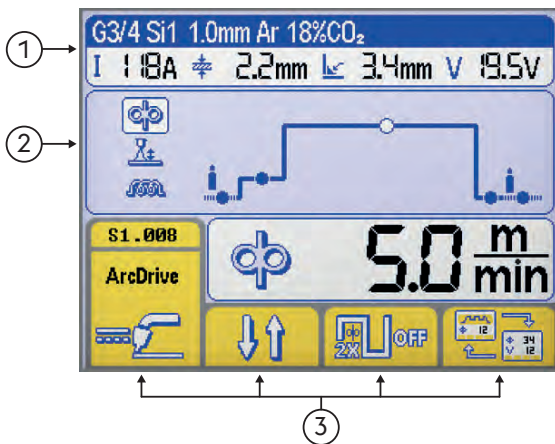 G3/4 Si1 1.0mm Ar 18%CO₂
1
I 118A 2.2mm 3.4mm V 19.5V
2
S1.008
ArcDrive
5.0 m/min
2X OFF
12
34
V 12
3